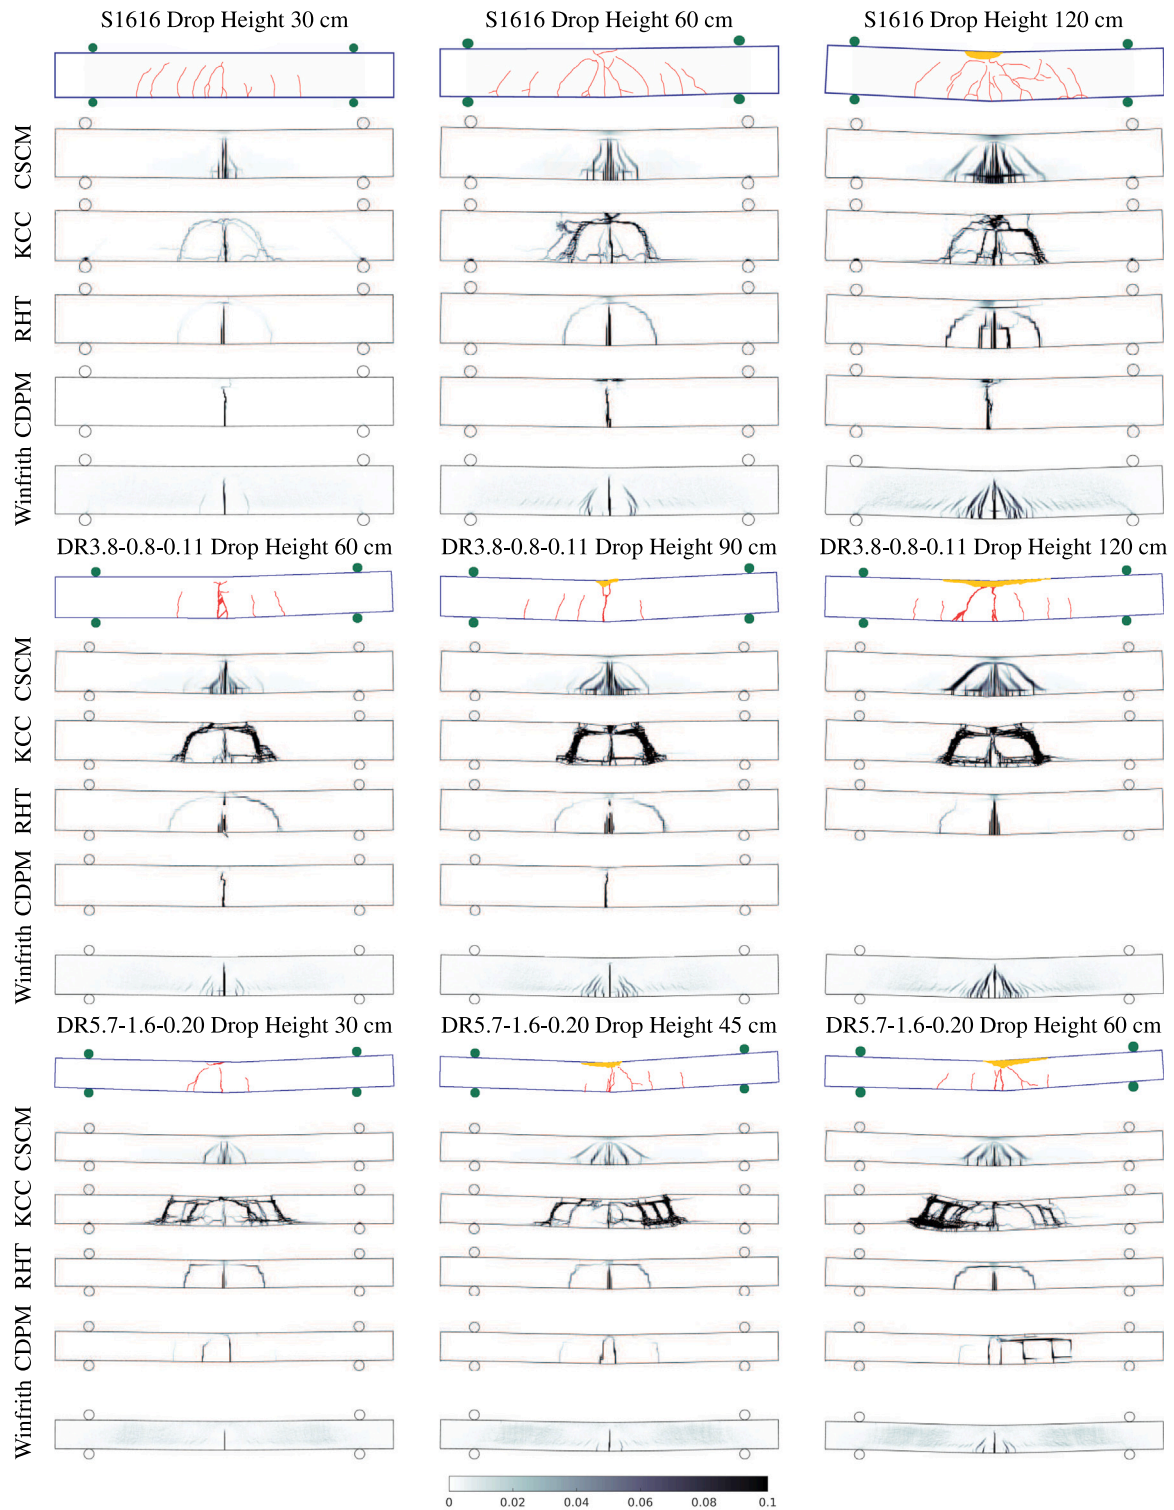 S1616 Drop Height 30 cm
S1616 Drop Height 60 cm
S1616 Drop Height 120 cm
CSCM
KCC
RHT
CDPM
Winfrith
DR3.8-0.8-0.11 Drop Height 60 cm
DR3.8-0.8-0.11 Drop Height 90 cm
DR3.8-0.8-0.11 Drop Height 120 cm
CSCM
KCC
RHT
CDPM
Winfrith
DR5.7-1.6-0.20 Drop Height 30 cm
DR5.7-1.6-0.20 Drop Height 45 cm
DR5.7-1.6-0.20 Drop Height 60 cm
CSCM
KCC
RHT
CDPM
Winfrith
0 0.02 0.04 0.06 0.08 0.1